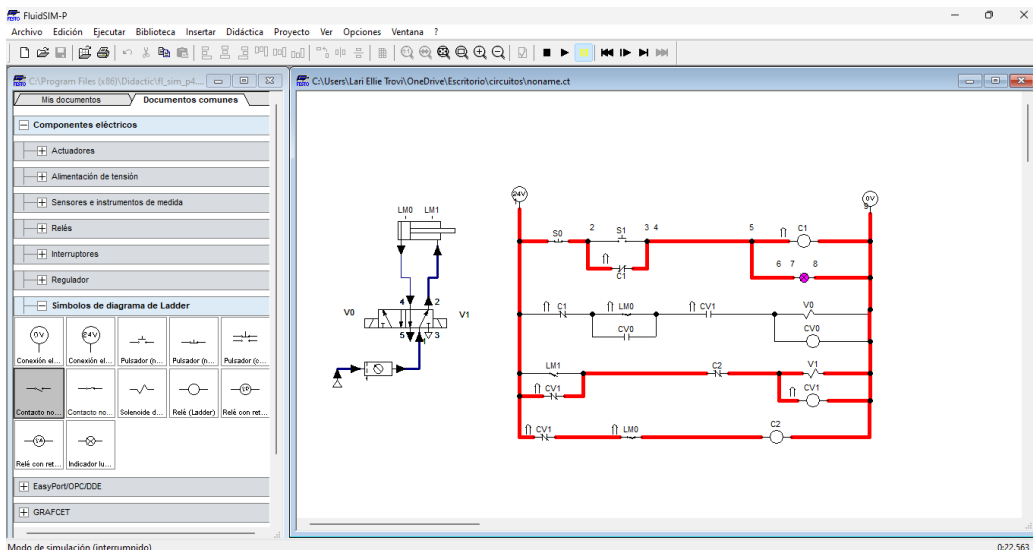 FluidSIM-P
Archivo Edición Ejecutar Biblioteca Insertar Didáctica Proyecto Ver Opciones Ventana ?
C:\Program Files (x86)\Didactic\fl_sim_p4....
Mis documentos Documentos comunes
Componentes eléctricos
Actuadores
Alimentación de tensión
Sensores e instrumentos de medida
Relés
Interruptores
Regulador
Símbolos de diagrama de Ladder
0V 24V
Conexión el... Conexión el... Pulsador (n... Pulsador (n... Pulsador (c...
Contacto no... Contacto no... Solenoide d... Relé (Ladder) Relé con ret...
Relé con ret... Indicador lu...
EasyPort/OPC/DDE
GRAFCET
C:\Users\Lari Ellie Trovi\OneDrive\Escritorio\circuitos\noname.ct
LM0 LM1
4 2
V0 V1
5 3
1
24V
1
0V
9
S0 2 S1 3 4 5 C1
C1 6 7 8
C1 LM0 CV1 V0
CV0 CV0
LM1 C2 V1
CV1 CV1
CV1 LM0 C2
Modo de simulación (interrumpido) 0:22.563